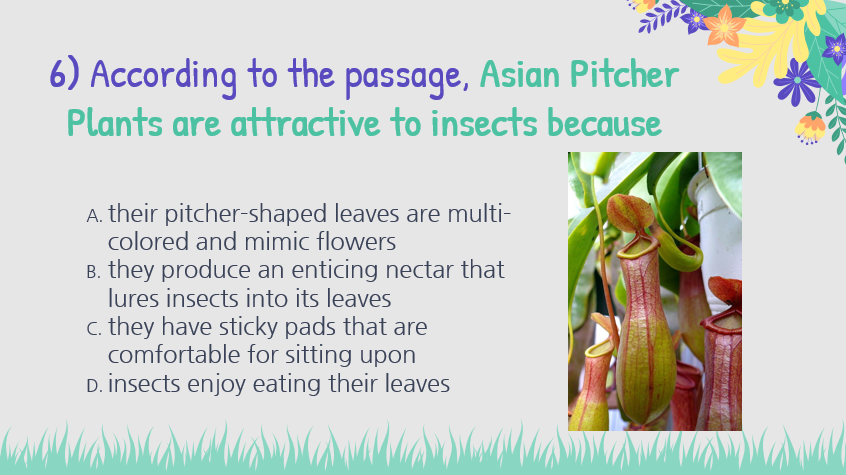 6) According to the passage, Asian Pitcher
Plants are attractive to insects because
A. their pitcher-shaped leaves are multi-
colored and mimic flowers
B. they produce an enticing nectar that
lures insects into its leaves
C. they have sticky pads that are
comfortable for sitting upon
D. insects enjoy eating their leaves